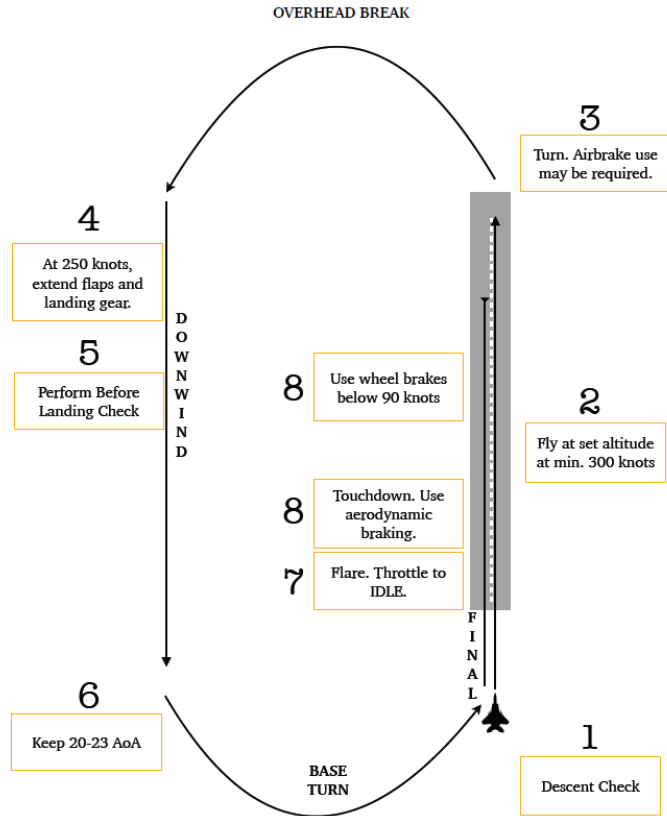 OVERHEAD BREAK
3
Turn. Airbrake use
may be required.
4
At 250 knots,
extend flaps and
landing gear.
DOWNWIND
5
Perform Before
Landing Check
8
Use wheel brakes
below 90 knots
2
Fly at set altitude
at min. 300 knots
8
Touchdown. Use
aerodynamic
braking.
7
Flare. Throttle to
IDLE.
FINAL
6
Keep 20-23 AoA
BASE
TURN
1
Descent Check